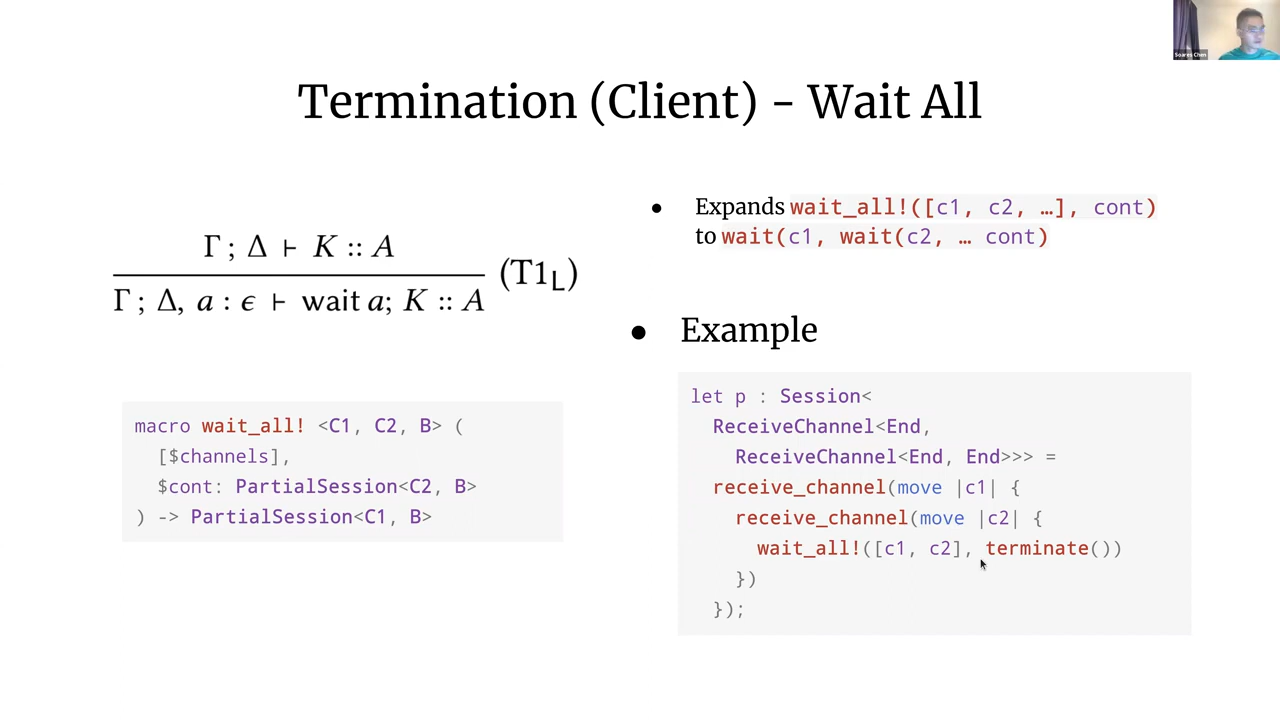 Soares Chen
Termination (Client) - Wait All
Γ ; Δ ⊢ K :: A
Γ ; Δ, a : ϵ ⊢ wait a; K :: A
(T1L)
macro wait_all! <C1, C2, B> (
[$channels],
$cont: PartialSession<C2, B>
) -> PartialSession<C1, B>
● Expands wait_all!([c1, c2, …], cont)
to wait(c1, wait(c2, … cont)
● Example
let p : Session<
ReceiveChannel<End,
ReceiveChannel<End, End>>> =
receive_channel(move |c1| {
receive_channel(move |c2| {
wait_all!([c1, c2], terminate())
})
});